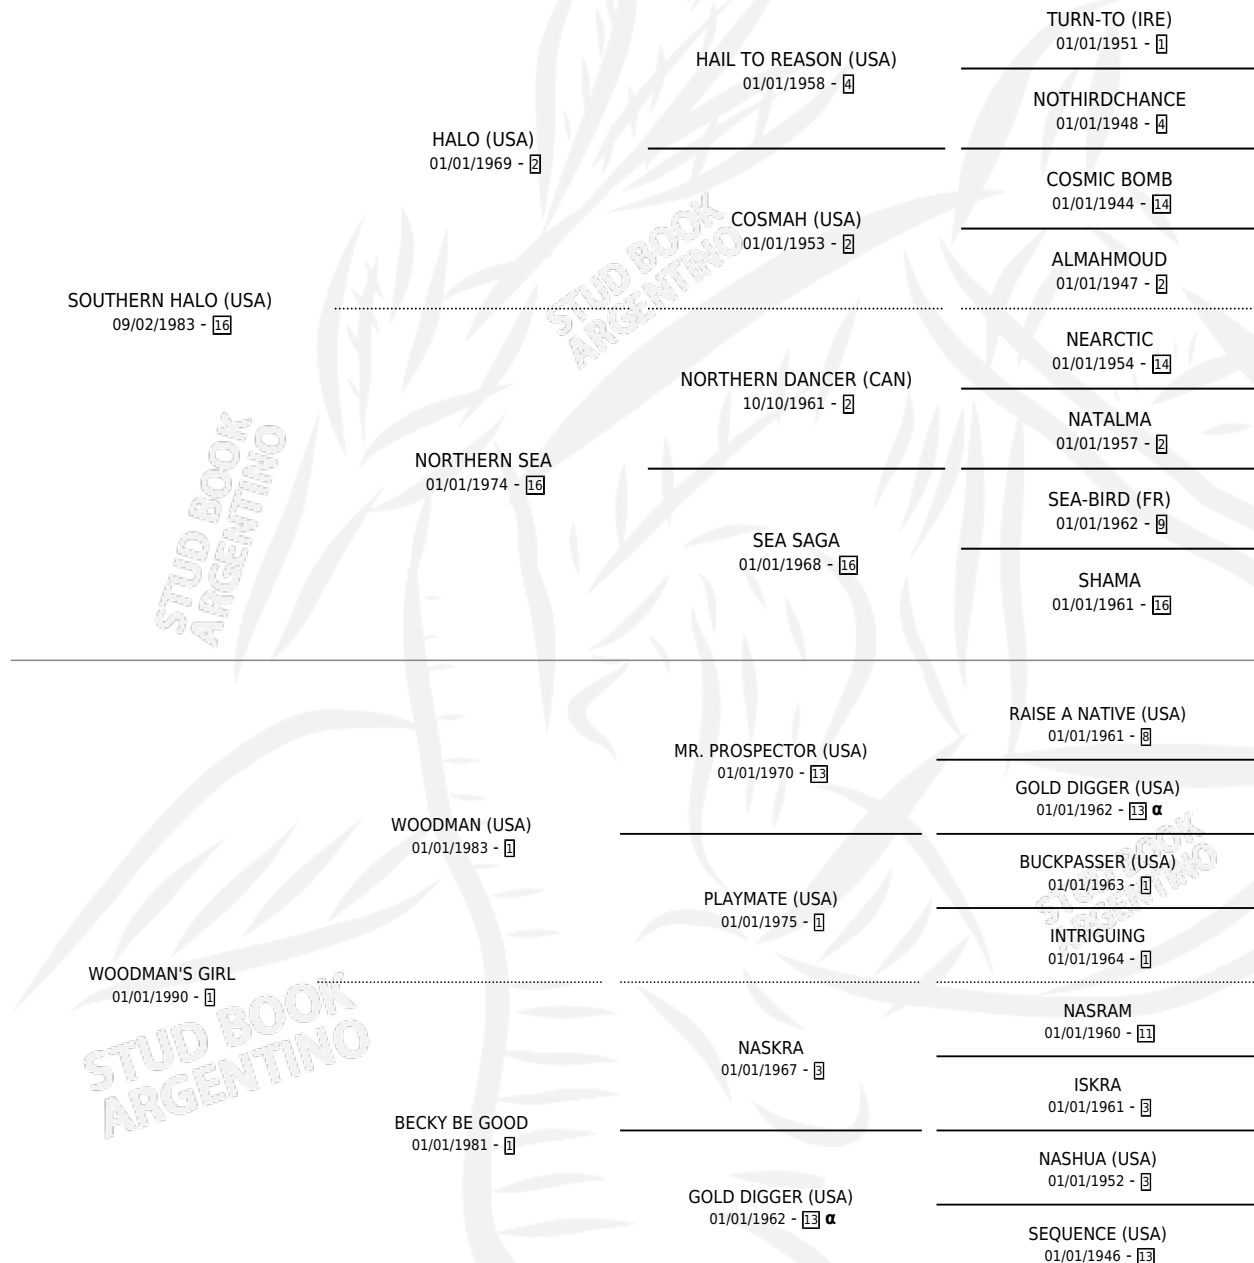 TURN-TO (IRE)
01/01/1951 - 1
HAIL TO REASON (USA)
01/01/1958 - 4
NOTHIRDCHANCE
01/01/1948 - 4
HALO (USA)
01/01/1969 - 2
COSMIC BOMB
01/01/1944 - 14
COSMAH (USA)
01/01/1953 - 2
ALMAHMOUD
01/01/1947 - 2
SOUTHERN HALO (USA)
09/02/1983 - 16
NEARCTIC
01/01/1954 - 14
NORTHERN DANCER (CAN)
10/10/1961 - 2
NATALMA
01/01/1957 - 2
NORTHERN SEA
01/01/1974 - 16
SEA-BIRD (FR)
01/01/1962 - 9
SEA SAGA
01/01/1968 - 16
SHAMA
01/01/1961 - 16
RAISE A NATIVE (USA)
01/01/1961 - 8
MR. PROSPECTOR (USA)
01/01/1970 - 13
GOLD DIGGER (USA)
01/01/1962 - 13 α
WOODMAN (USA)
01/01/1983 - 1
BUCKPASSER (USA)
01/01/1963 - 1
PLAYMATE (USA)
01/01/1975 - 1
INTRIGUING
01/01/1964 - 1
WOODMAN'S GIRL
01/01/1990 - 1
NASRAM
01/01/1960 - 11
NASKRA
01/01/1967 - 3
ISKRA
01/01/1961 - 3
BECKY BE GOOD
01/01/1981 - 1
NASHUA (USA)
01/01/1952 - 3
GOLD DIGGER (USA)
01/01/1962 - 13 α
SEQUENCE (USA)
01/01/1946 - 13
STUD BOOK
ARGENTINO
STUD BOOK
ARGENTINO
STUD BOOK
ARGENTINO
STUD BOOK
ARGENTINO